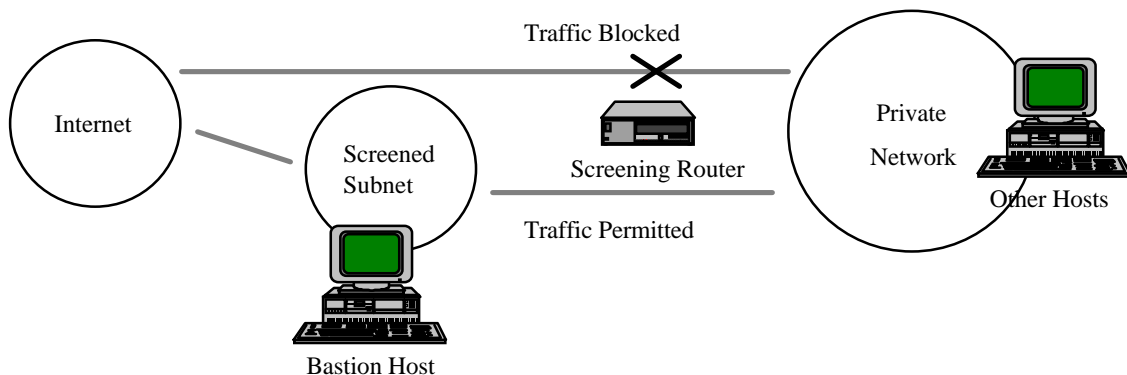 Traffic Blocked
Internet
Screened
Subnet
Private
Network
Screening Router
Other Hosts
Traffic Permitted
Bastion Host